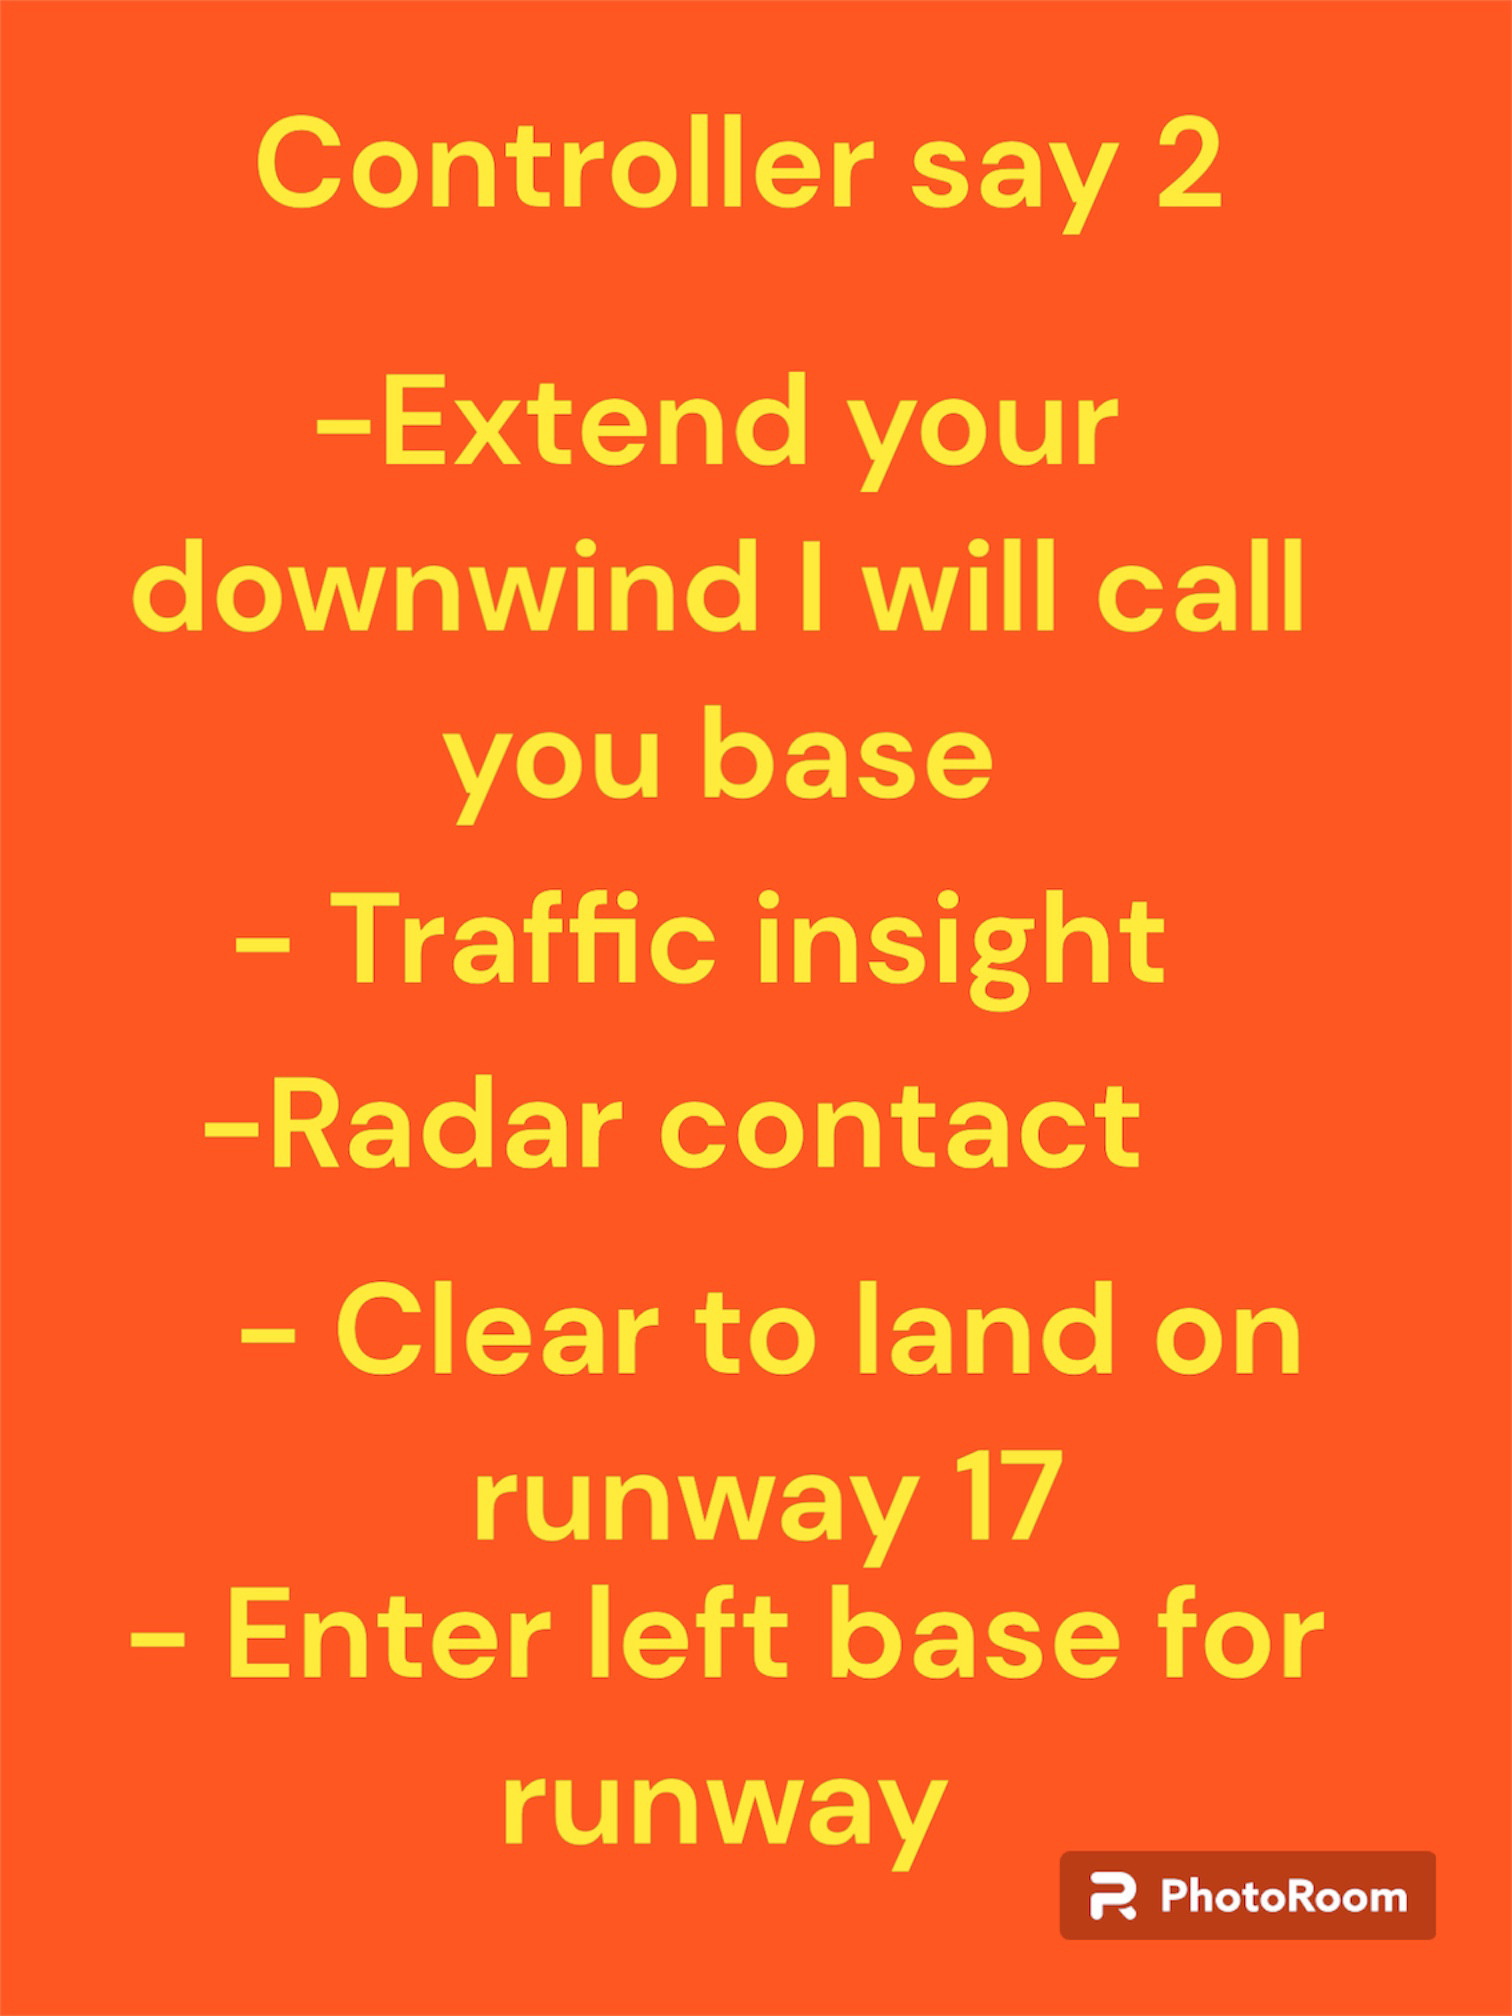 Controller say 2
-Extend your
downwind I will call
you base
- Traffic insight
-Radar contact
- Clear to land on
runway 17
- Enter left base for
runway
PhotoRoom